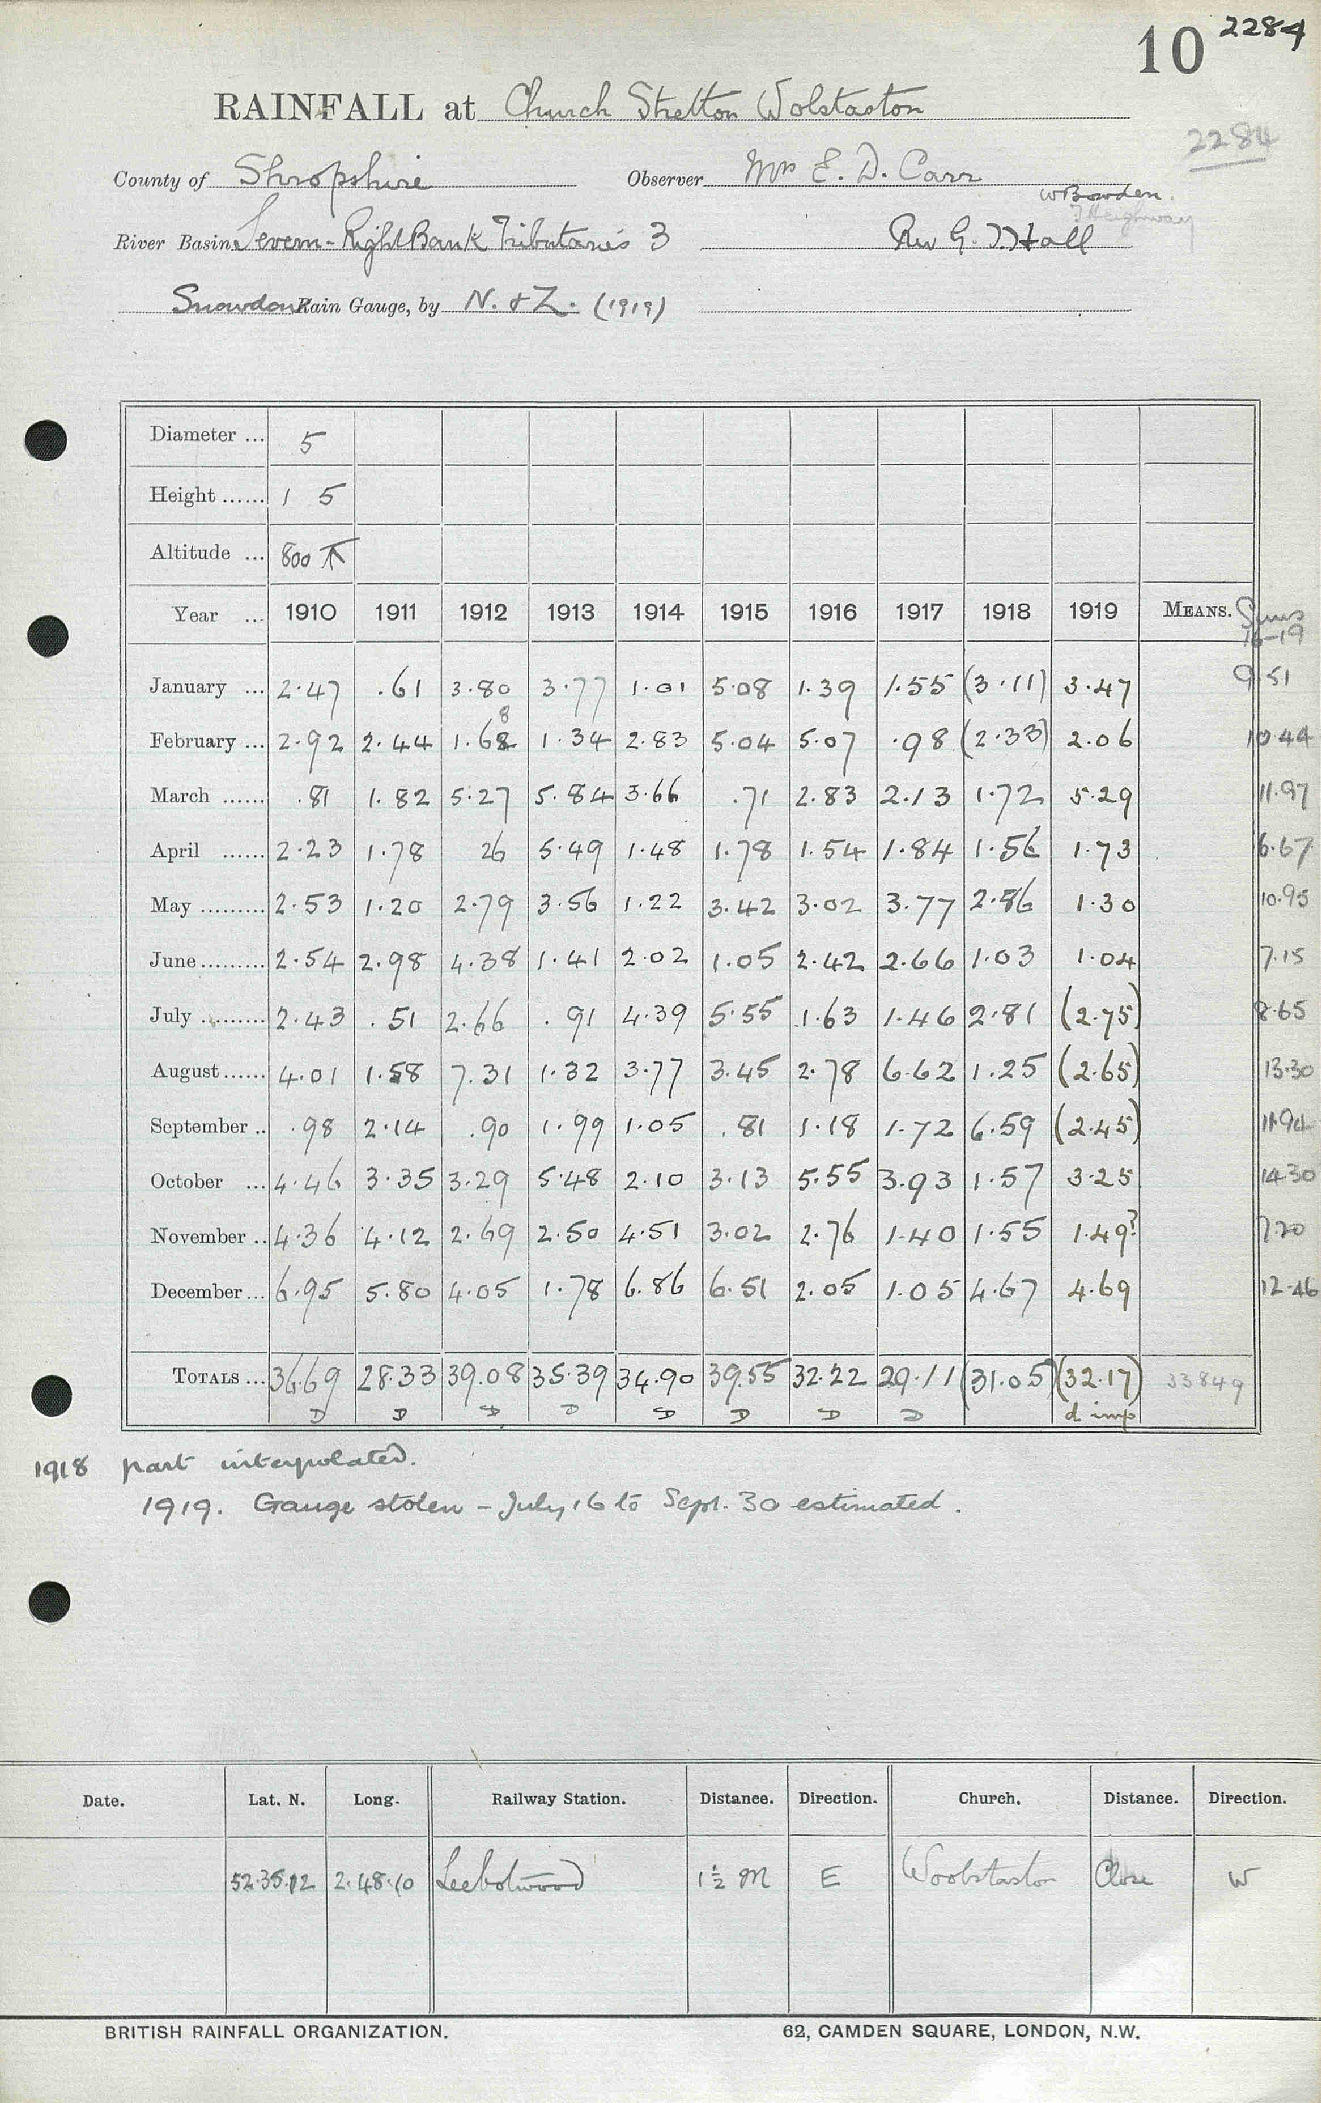 10 2284
RAINFALL at Church Stretton Wolstaston
2284
County of Shropshire Observer Mrs E. D. Carr
W Bowden.
River Basin Severn - Right Bank Tributaries 3 Rev G. Hall
Snowdon Rain Gauge, by N. & Z. (1919)
Diameter ... 5
Height ...... 1 5
Altitude ... 800
Year ... 1910 1911 1912 1913 1914 1915 1916 1917 1918 1919 MEANS. Sums
16-19
January ... 2.47 .61 3.80 3.77 1.01 5.08 1.39 1.55 (3.11) 3.47 9.51
8
February ... 2.92 2.44 1.68 1.34 2.83 5.04 5.07 .98 (2.33) 2.06 10.44
March ...... .81 1.82 5.27 5.84 3.66 .71 2.83 2.13 1.72 5.29 11.97
April ...... 2.23 1.78 26 5.49 1.48 1.78 1.54 1.84 1.56 1.73 6.67
May ......... 2.53 1.20 2.79 3.56 1.22 3.42 3.02 3.77 2.86 1.30 10.95
June ......... 2.54 2.98 4.38 1.41 2.02 1.05 2.42 2.66 1.03 1.04 7.15
July ......... 2.43 .51 2.66 .91 4.39 5.55 1.63 1.46 2.81 (2.75) 8.65
August ...... 4.01 1.58 7.31 1.32 3.77 3.45 2.78 6.62 1.25 (2.65) 13.30
September .. .98 2.14 .90 1.99 1.05 .81 1.18 1.72 6.59 (2.45) 11.94
October ... 4.46 3.35 3.29 5.48 2.10 3.13 5.55 3.93 1.57 3.25 14.30
November .. 4.36 4.12 2.69 2.50 4.51 3.02 2.76 1.40 1.55 1.49? 7.20
December ... 6.95 5.80 4.05 1.78 6.86 6.51 2.05 1.05 4.67 4.69 12.46
TOTALS ... 36.69 28.33 39.08 35.39 34.90 39.55 32.22 29.11 (31.05) (32.17) 33849
D D D D D D D D d imp
1918 part interpolated.
1919. Gauge stolen - July 16 to Sept. 30 estimated.
Date. Lat. N. Long. Railway Station. Distance. Direction. Church. Distance. Direction.
52.35.12 2.48.10 Leebotwood 1½ M E Woolstaston Close W
BRITISH RAINFALL ORGANIZATION. 62, CAMDEN SQUARE, LONDON, N.W.